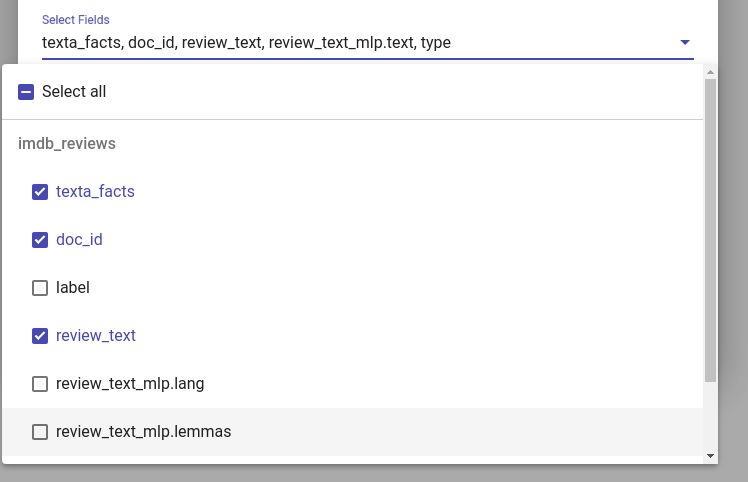 Select Fields
texta_facts, doc_id, review_text, review_text_mlp.text, type
Select all
imdb_reviews
texta_facts
doc_id
label
review_text
review_text_mlp.lang
review_text_mlp.lemmas